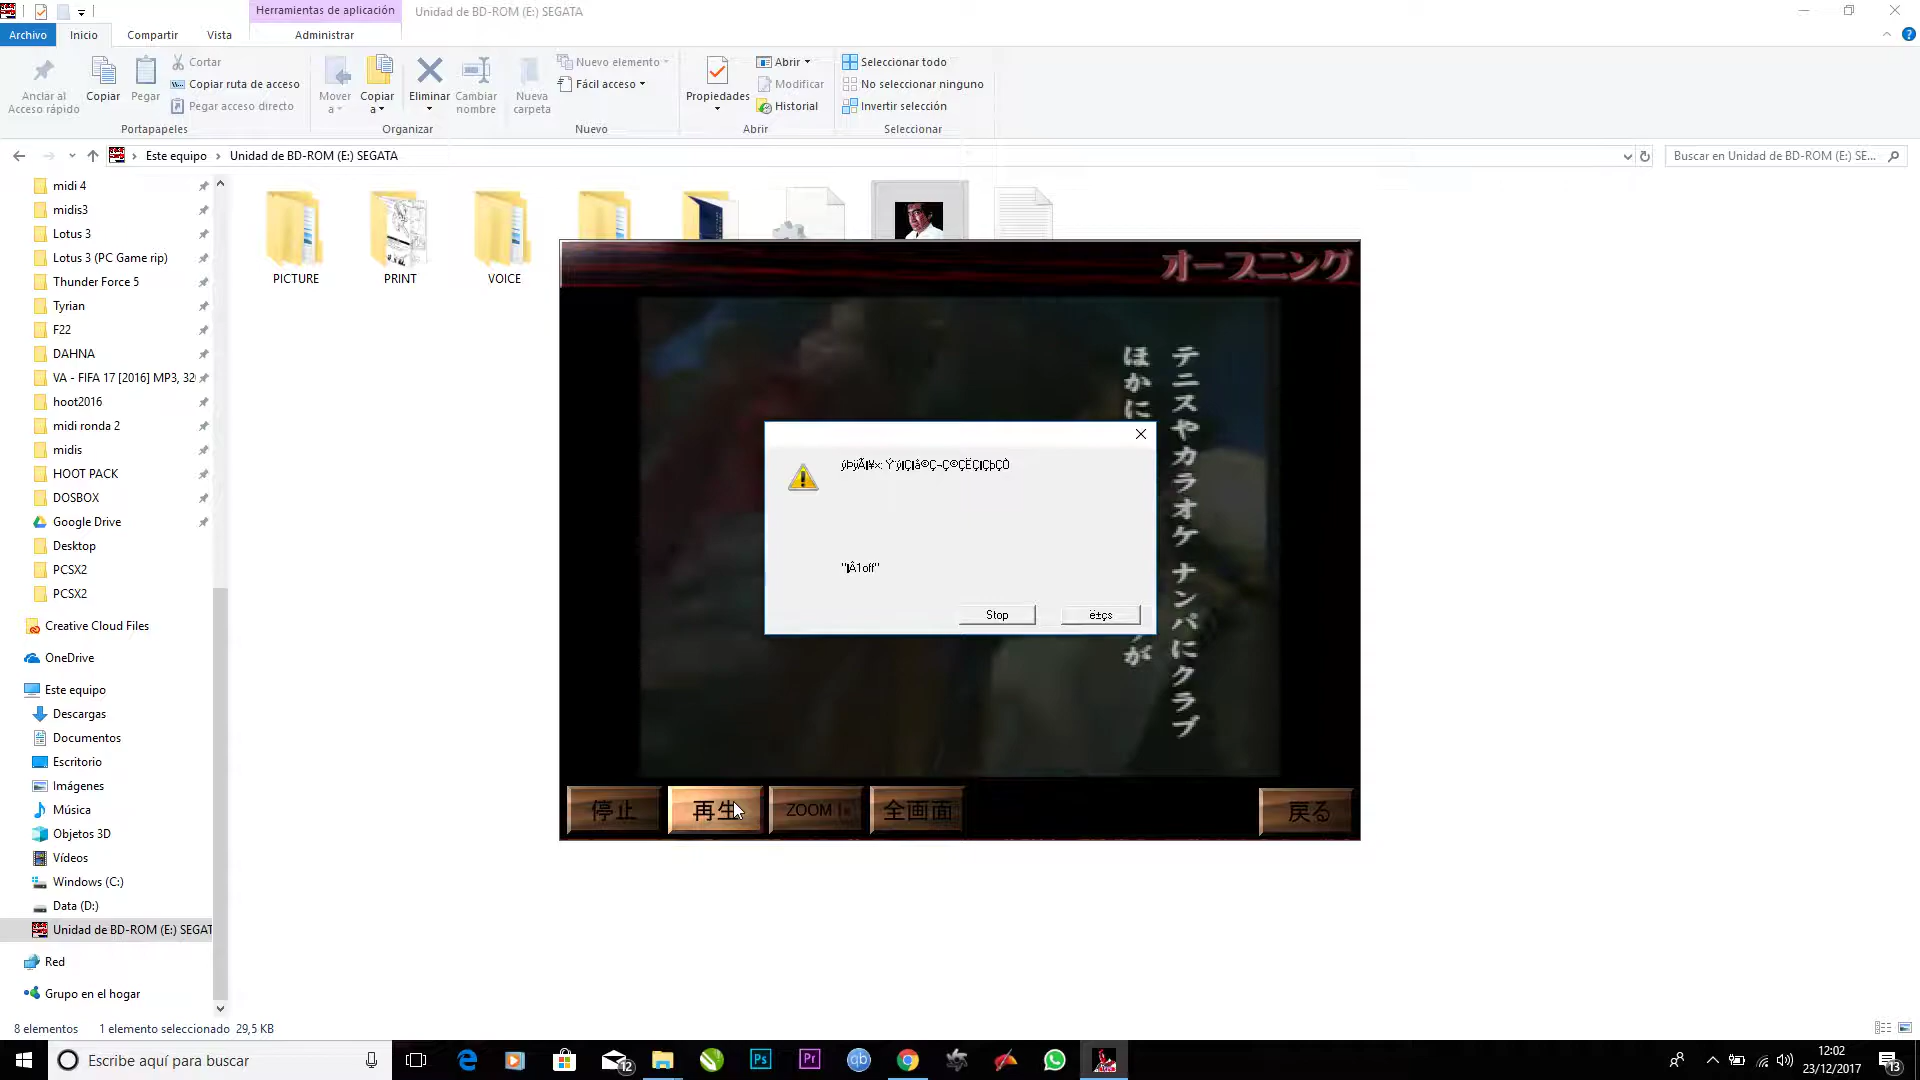 Herramientas de aplicación
Unidad de BD-ROM (E:) SEGATA
Archivo
Inicio
Compartir
Vista
Administrar
Anclar al
Acceso rápido
Copiar
Pegar
Cortar
Copiar ruta de acceso
Pegar acceso directo
Portapapeles
Mover
a
Copiar
a
Eliminar
Cambiar
nombre
Organizar
Nueva
carpeta
Nuevo elemento
Fácil acceso
Nuevo
Propiedades
Abrir
Modificar
Historial
Abrir
Seleccionar todo
No seleccionar ninguno
Invertir selección
Seleccionar
Este equipo
Unidad de BD-ROM (E:) SEGATA
Buscar en Unidad de BD-ROM (E:) SE...
midi 4
midis3
Lotus 3
Lotus 3 (PC Game rip)
Thunder Force 5
Tyrian
F22
DAHNA
VA - FIFA 17 [2016] MP3, 32
hoot2016
midi ronda 2
midis
HOOT PACK
DOSBOX
Google Drive
Desktop
PCSX2
PCSX2
Creative Cloud Files
OneDrive
Este equipo
Descargas
Documentos
Escritorio
Imágenes
Música
Objetos 3D
Vídeos
Windows (C:)
Data (D:)
Unidad de BD-ROM (E:) SEGAT
Red
Grupo en el hogar
PICTURE
PRINT
VOICE
オープニング
テニスやカラオケ ナンパにクラブ
ほかに
が
Stop
ë±çs
停止
再生
ZOOM
全画面
戻る
8 elementos
1 elemento seleccionado 29,5 KB
Escribe aquí para buscar
12
Ps
Pr
qb
12:02
23/12/2017
13